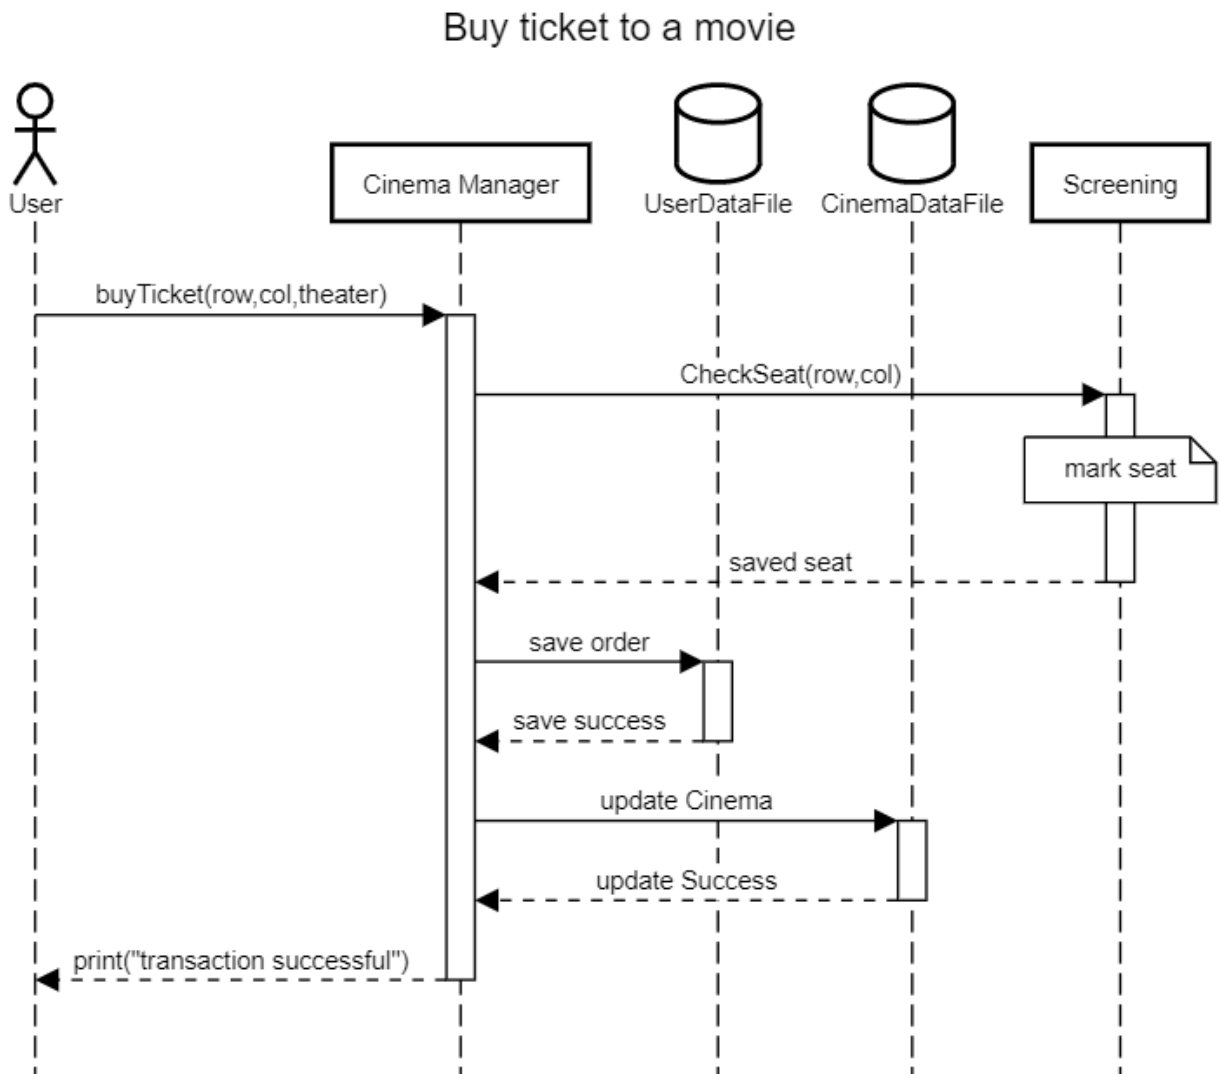 Buy ticket to a movie
User
Cinema Manager
UserDataFile
CinemaDataFile
Screening
buyTicket(row,col,theater)
CheckSeat(row,col)
mark seat
saved seat
save order
save success
update Cinema
update Success
print("transaction successful")